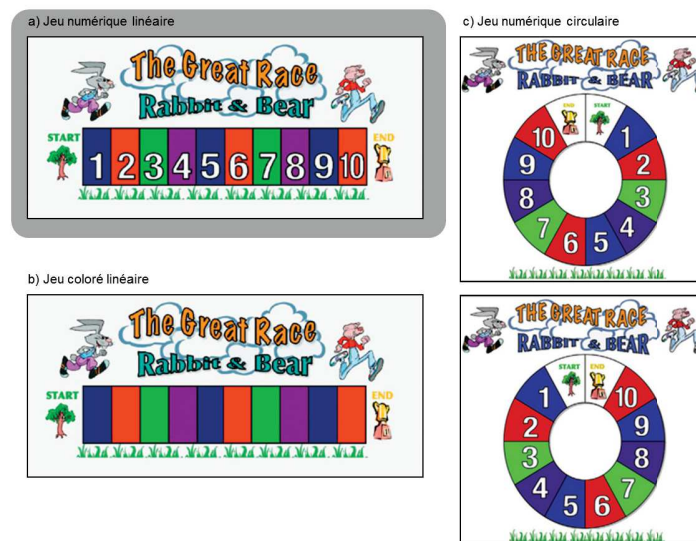 a) Jeu numérique linéaire
The Great Race
Rabbit & Bear
START
END
1 2 3 4 5 6 7 8 9 10
b) Jeu coloré linéaire
The Great Race
Rabbit & Bear
START
END
c) Jeu numérique circulaire
THE GREAT RACE
RABBIT & BEAR
END
START
1
2
3
4
5
6
7
8
9
10
THE GREAT RACE
RABBIT & BEAR
START
END
10
9
8
7
6
5
4
3
2
1